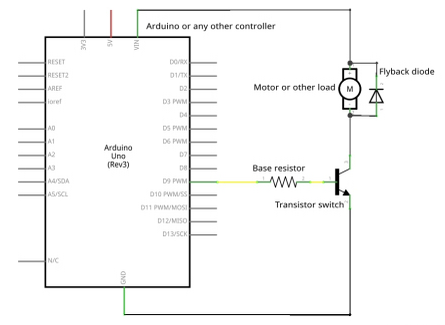 3V3
5V
VIN
Arduino or any other controller
RESET
RESET2
AREF
ioref
A0
A1
A2
A3
A4/SDA
A5/SCL
N/C
Arduino
Uno
(Rev3)
D0/RX
D1/TX
D2
D3 PWM
D4
D5 PWM
D6 PWM
D7
D8
D9 PWM
D10 PWM/SS
D11 PWM/MOSI
D12/MISO
D13/SCK
GND
Flyback diode
Motor or other load
M
Base resistor
Transistor switch